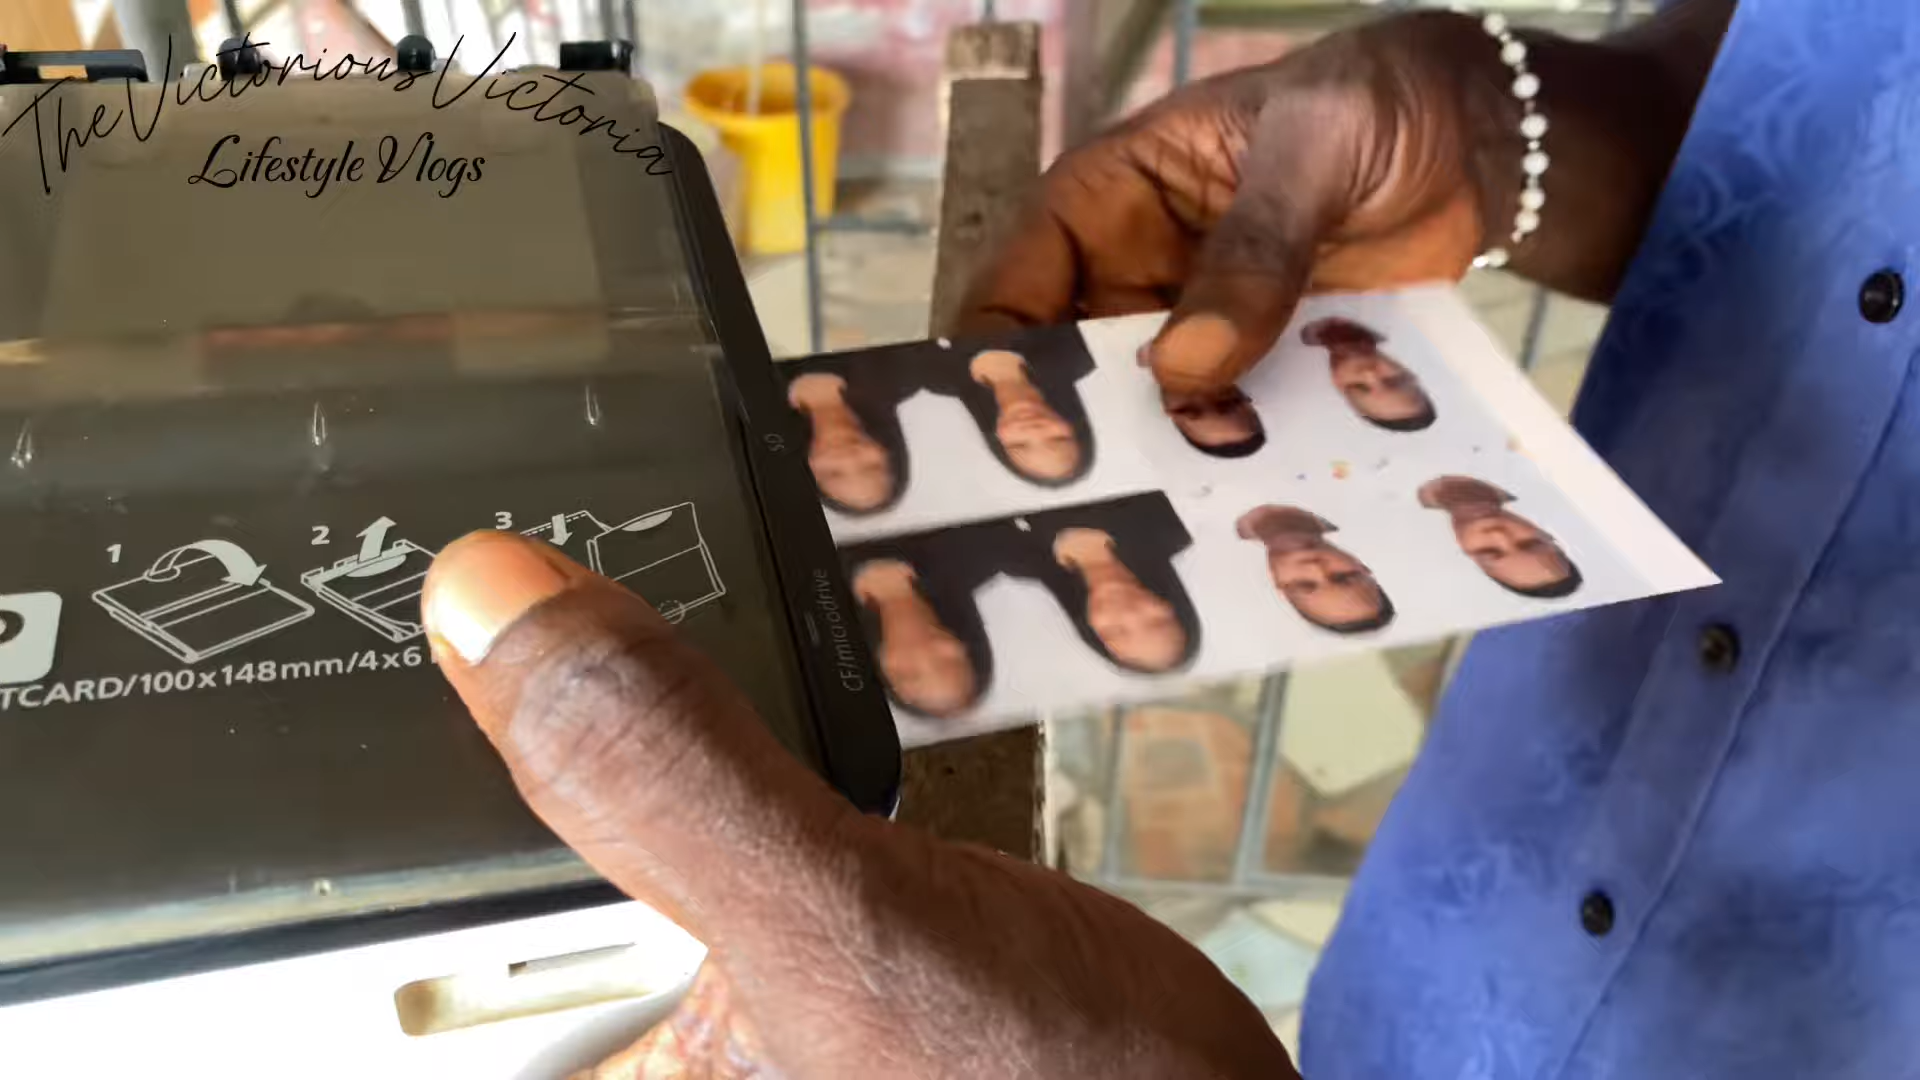 TheVictoriousVictoria
Lifestyle Vlogs
SD
1 2 3
TCARD/100x148mm/4x6
CF/microdrive